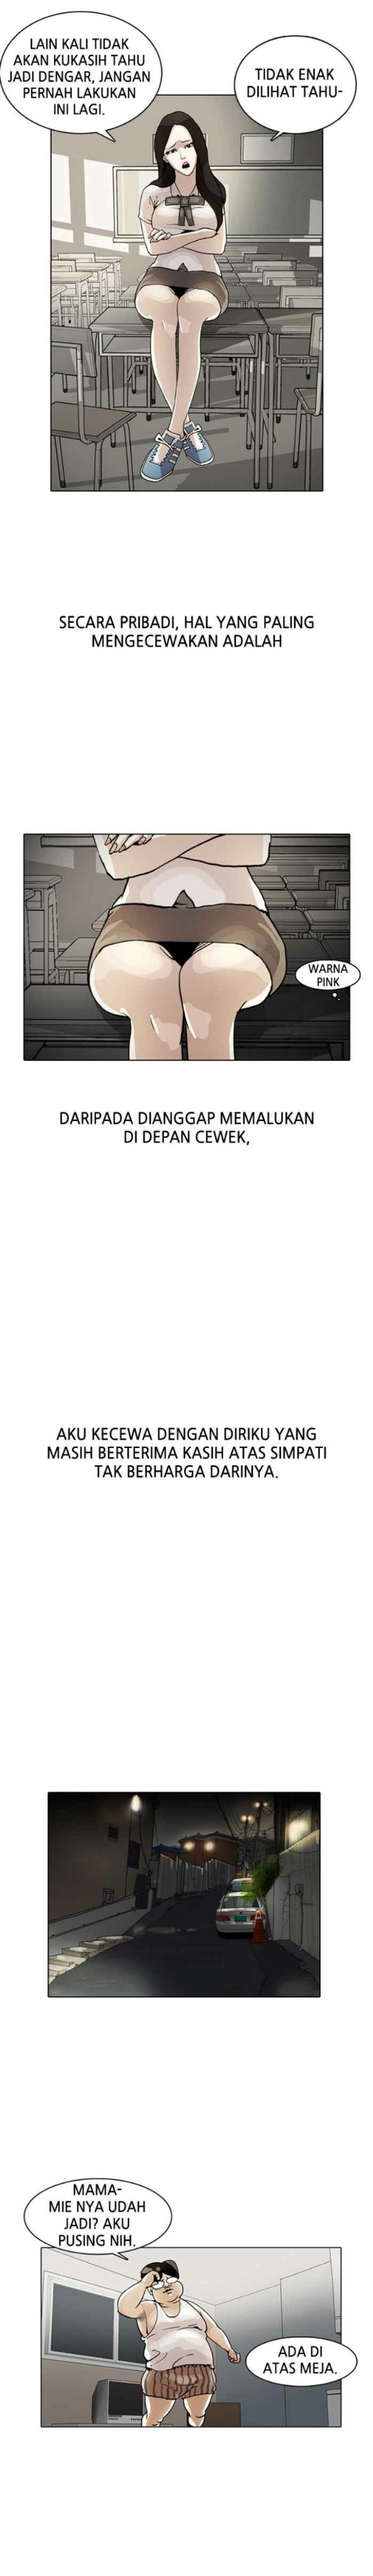 LAIN KALI TIDAK
AKAN KUKASIH TAHU
JADI DENGAR, JANGAN
PERNAH LAKUKAN
INI LAGI.
TIDAK ENAK
DILIHAT TAHU-
SECARA PRIBADI, HAL YANG PALING
MENGECEWAKAN ADALAH
WARNA
PINK
DARIPADA DIANGGAP MEMALUKAN
DI DEPAN CEWEK,
AKU KECEWA DENGAN DIRIKU YANG
MASIH BERTERIMA KASIH ATAS SIMPATI
TAK BERHARGA DARINYA.
MAMA-
MIE NYA UDAH
JADI? AKU
PUSING NIH.
ADA DI
ATAS MEJA.